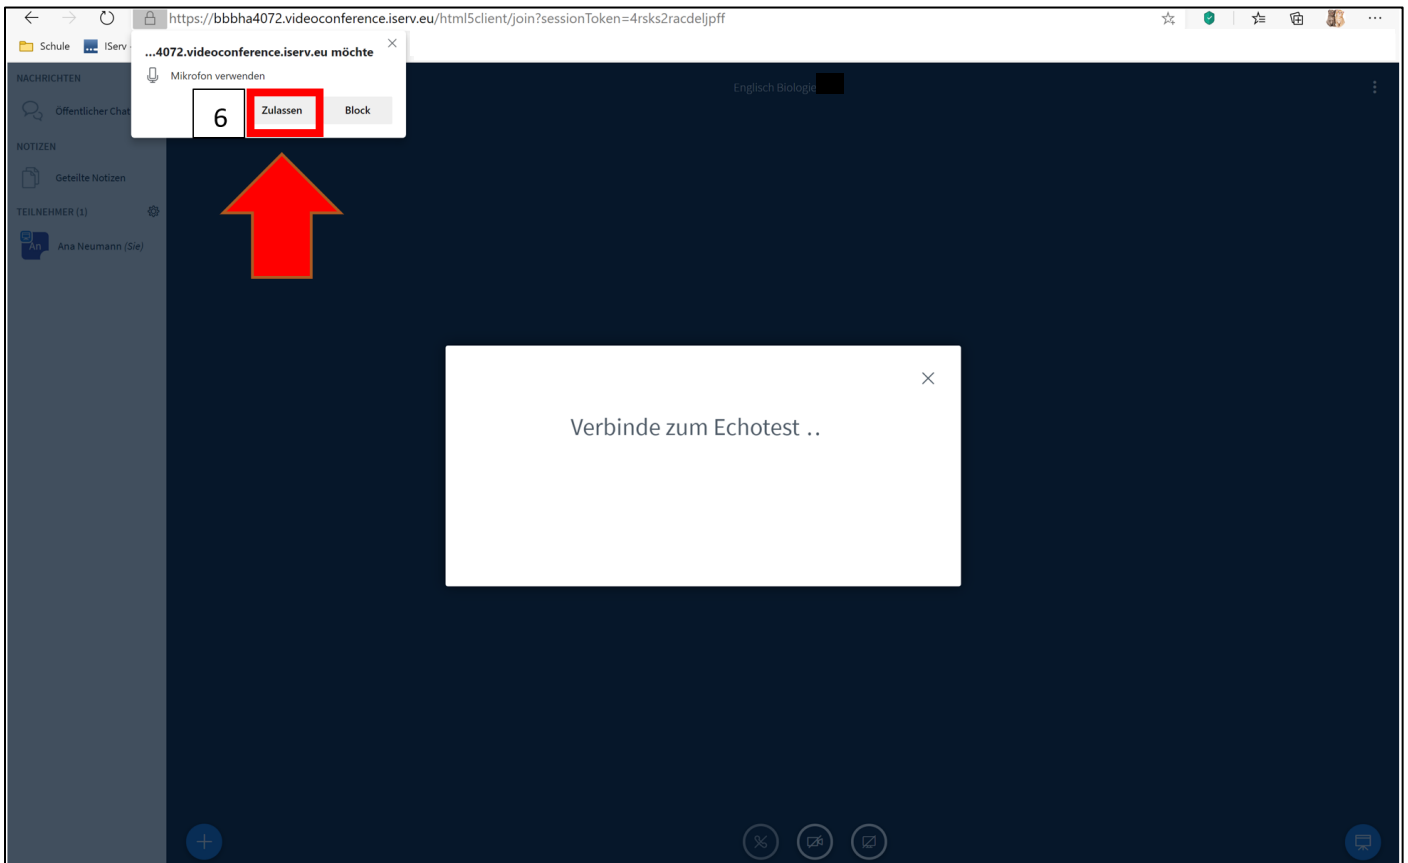 https://bbbha4072.videoconference.iserv.eu/html5client/join?sessionToken=4rsks2racdeljpff
Schule IServ
...4072.videoconference.iserv.eu möchte
Mikrofon verwenden
6 Zulassen Block
NACHRICHTEN
Öffentlicher Chat
NOTIZEN
Geteilte Notizen
TEILNEHMER (1)
An Ana Neumann (Sie)
Englisch Biologie
Verbinde zum Echotest ..